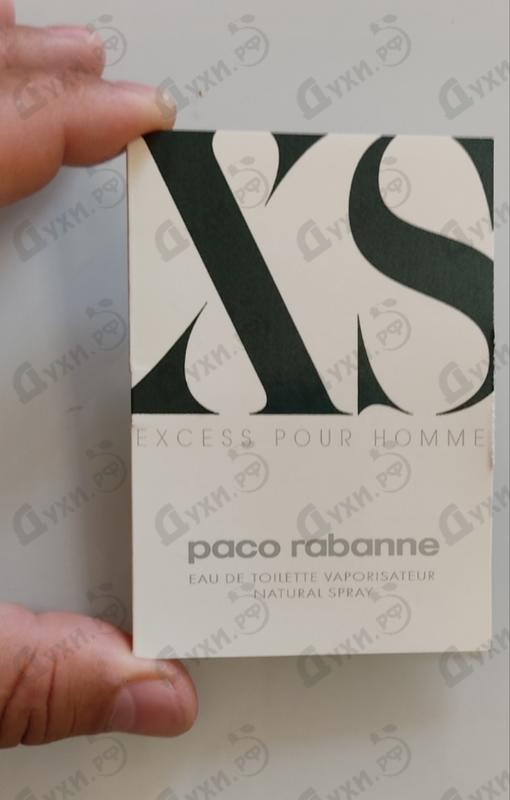 XS
EXCESS POUR HOMME
paco rabanne
EAU DE TOILETTE VAPORISATEUR
NATURAL SPRAY
Духи.рф